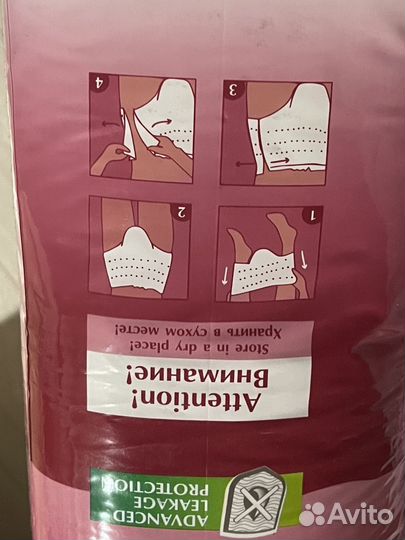 ADVANCED
LEAKAGE
PROTECTION
Attention!
Внимание!
Store in a dry place!
Хранить в сухом месте!
1
2
3
4
Avito